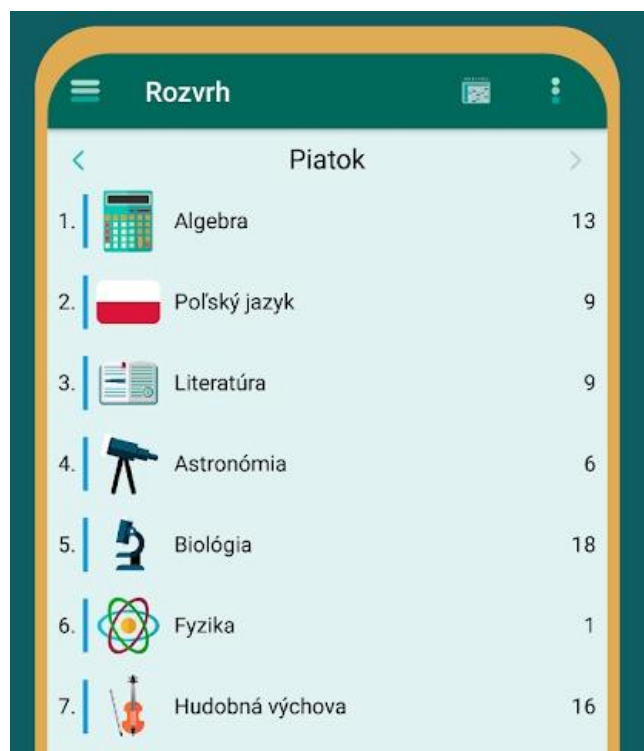 Rozvrh
Piatok
1. Algebra 13
2. Poľský jazyk 9
3. Literatúra 9
4. Astronómia 6
5. Biológia 18
6. Fyzika 1
7. Hudobná výchova 16